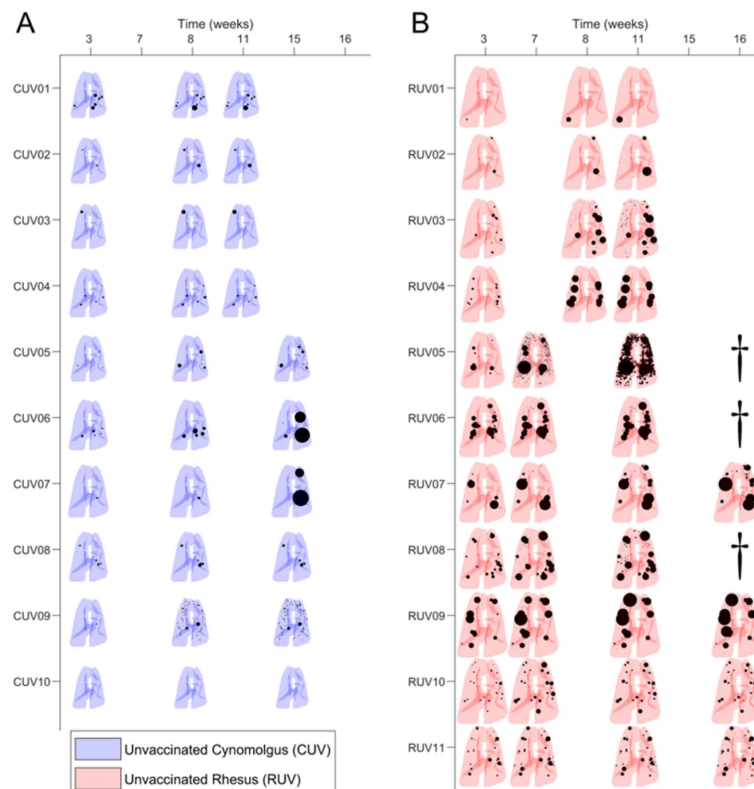 A
Time (weeks)
3 7 8 11 15 16
CUV01
CUV02
CUV03
CUV04
CUV05
CUV06
CUV07
CUV08
CUV09
CUV10
Unvaccinated Cynomolgus (CUV)
Unvaccinated Rhesus (RUV)
B
Time (weeks)
3 7 8 11 15 16
RUV01
RUV02
RUV03
RUV04
RUV05
RUV06
RUV07
RUV08
RUV09
RUV10
RUV11